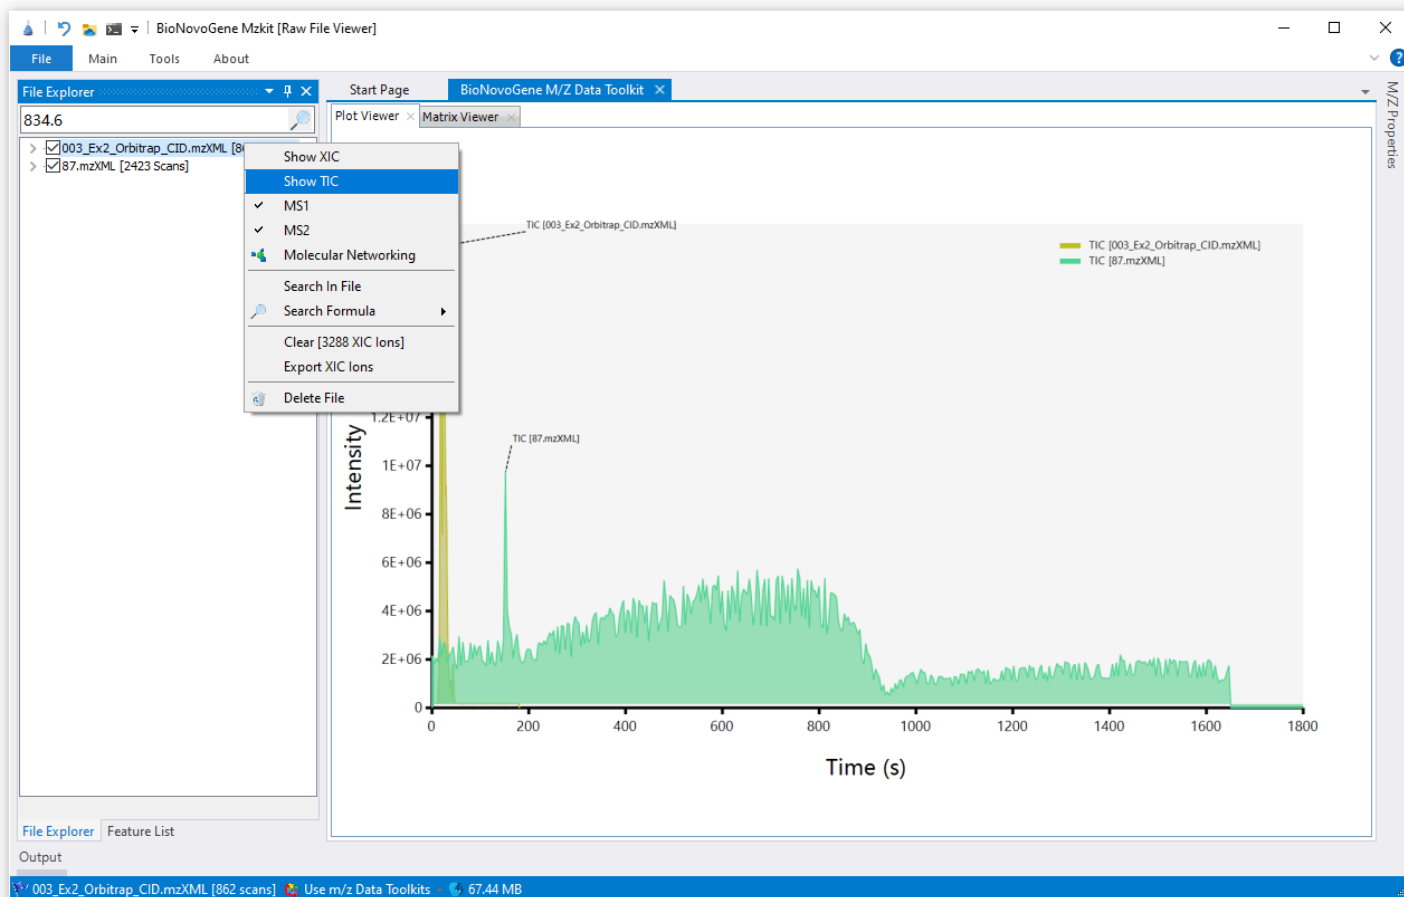 BioNovoGene Mzkit [Raw File Viewer]
File Main Tools About
File Explorer
834.6
003_Ex2_Orbitrap_CID.mzXML
87.mzXML [2423 Scans]
Show XIC
Show TIC
MS1
MS2
Molecular Networking
Search In File
Search Formula
Clear [3288 XIC Ions]
Export XIC Ions
Delete File
File Explorer Feature List
Start Page BioNovoGene M/Z Data Toolkit
Plot Viewer Matrix Viewer
TIC [003_Ex2_Orbitrap_CID.mzXML]
TIC [003_Ex2_Orbitrap_CID.mzXML]
TIC [87.mzXML]
TIC [87.mzXML]
Intensity
1.2E+07
1E+07
8E+06
6E+06
4E+06
2E+06
0
0 200 400 600 800 1000 1200 1400 1600 1800
Time (s)
M/Z Properties
Output
003_Ex2_Orbitrap_CID.mzXML [862 scans] Use m/z Data Toolkits 67.44 MB